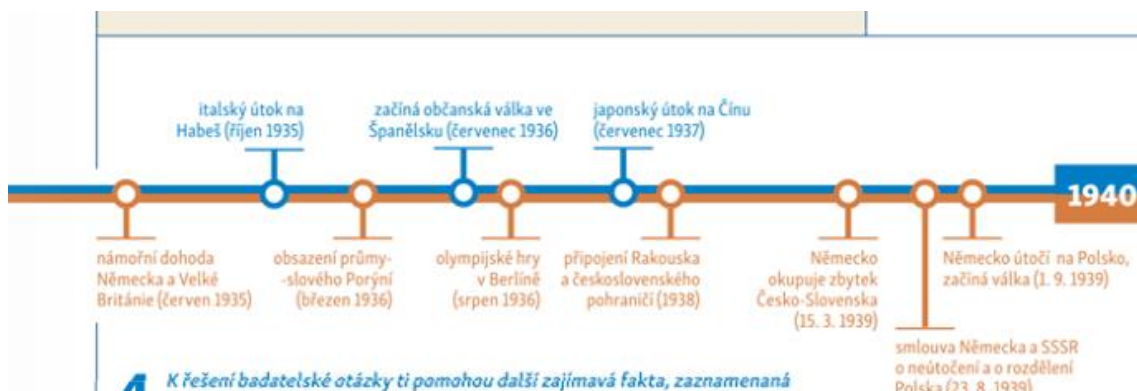 italský útok na
Habeš (říjen 1935)
začíná občanská válka ve
Španělsku (červenec 1936)
japonský útok na Čínu
(červenec 1937)
1940
námořní dohoda
Německa a Velké
Británie (červen 1935)
obsazení průmy-
-slového Porýní
(březen 1936)
olympijské hry
v Berlíně
(srpen 1936)
připojení Rakouska
a československého
pohraničí (1938)
Německo
okupuje zbytek
Česko-Slovenska
(15. 3. 1939)
Německo útočí na Polsko,
začíná válka (1. 9. 1939)
smlouva Německa a SSSR
o neútočení a o rozdělení
Polska (23. 8. 1939)
4 K řešení badatelské otázky ti pomohou další zajímavá fakta, zaznamenaná